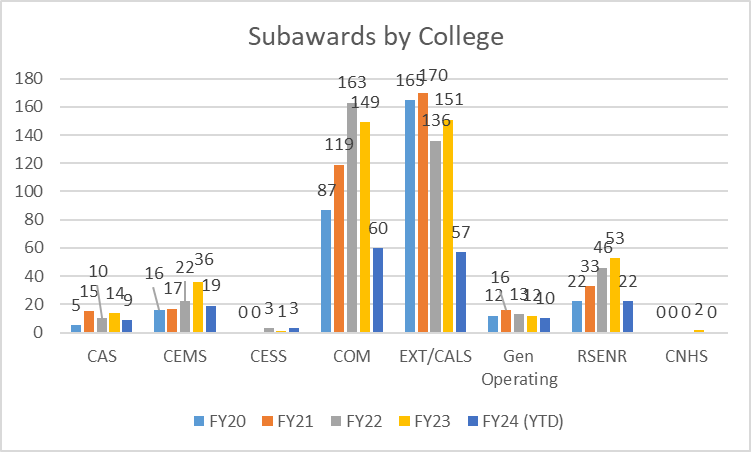 Subawards by College
180
160
140
120
100
80
60
40
20
0
5 15 10 14 9
16 17 22 36 19
0 0 3 1 3
87 119 163 149 60
165 170 136 151 57
12 16 13 12 10
22 33 46 53 22
0 0 0 2 0
CAS CEMS CESS COM EXT/CALS Gen RSENR CNHS
Operating
FY20 FY21 FY22 FY23 FY24 (YTD)